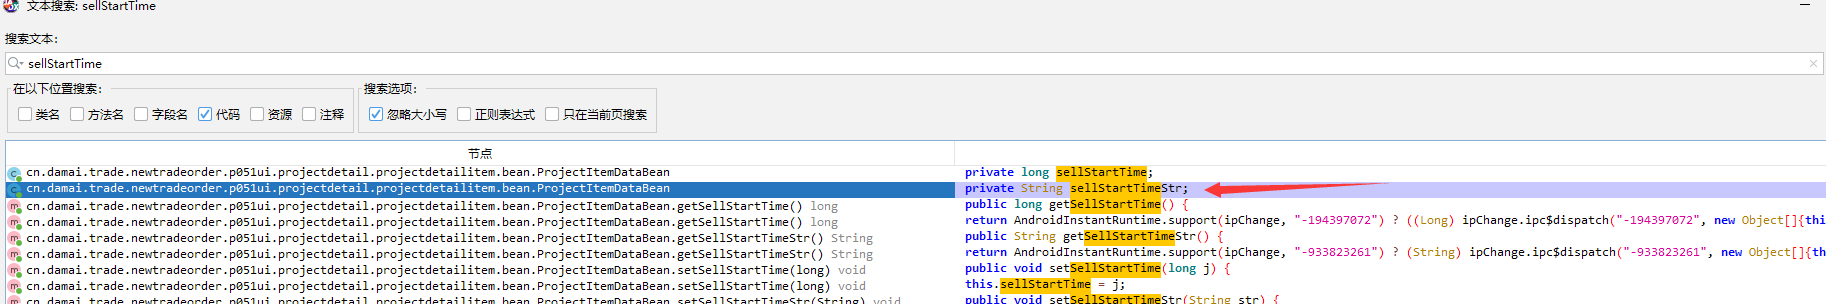 文本搜索: sellStartTime
搜索文本:
sellStartTime
在以下位置搜索:
类名 方法名 字段名 代码 资源 注释
搜索选项:
忽略大小写 正则表达式 只在当前页搜索
节点
cn.damai.trade.newtradeorder.p051ui.projectdetail.projectdetailitem.bean.ProjectItemDataBean private long sellStartTime;
cn.damai.trade.newtradeorder.p051ui.projectdetail.projectdetailitem.bean.ProjectItemDataBean private String sellStartTimeStr;
cn.damai.trade.newtradeorder.p051ui.projectdetail.projectdetailitem.bean.ProjectItemDataBean.getSellStartTime() long public long getSellStartTime() {
cn.damai.trade.newtradeorder.p051ui.projectdetail.projectdetailitem.bean.ProjectItemDataBean.getSellStartTime() long return AndroidInstantRuntime.support(ipChange, "-194397072") ? ((Long) ipChange.ipc$dispatch("-194397072", new Object[]{thi
cn.damai.trade.newtradeorder.p051ui.projectdetail.projectdetailitem.bean.ProjectItemDataBean.getSellStartTimeStr() String public String getSellStartTimeStr() {
cn.damai.trade.newtradeorder.p051ui.projectdetail.projectdetailitem.bean.ProjectItemDataBean.getSellStartTimeStr() String return AndroidInstantRuntime.support(ipChange, "-933823261") ? (String) ipChange.ipc$dispatch("-933823261", new Object[]{thi
cn.damai.trade.newtradeorder.p051ui.projectdetail.projectdetailitem.bean.ProjectItemDataBean.setSellStartTime(long) void public void setSellStartTime(long j) {
cn.damai.trade.newtradeorder.p051ui.projectdetail.projectdetailitem.bean.ProjectItemDataBean.setSellStartTime(long) void this.sellStartTime = j;
cn.damai.trade.newtradeorder.p051ui.projectdetail.projectdetailitem.bean.ProjectItemDataBean.setSellStartTimeStr(String) void public void setSellStartTimeStr(String str) {